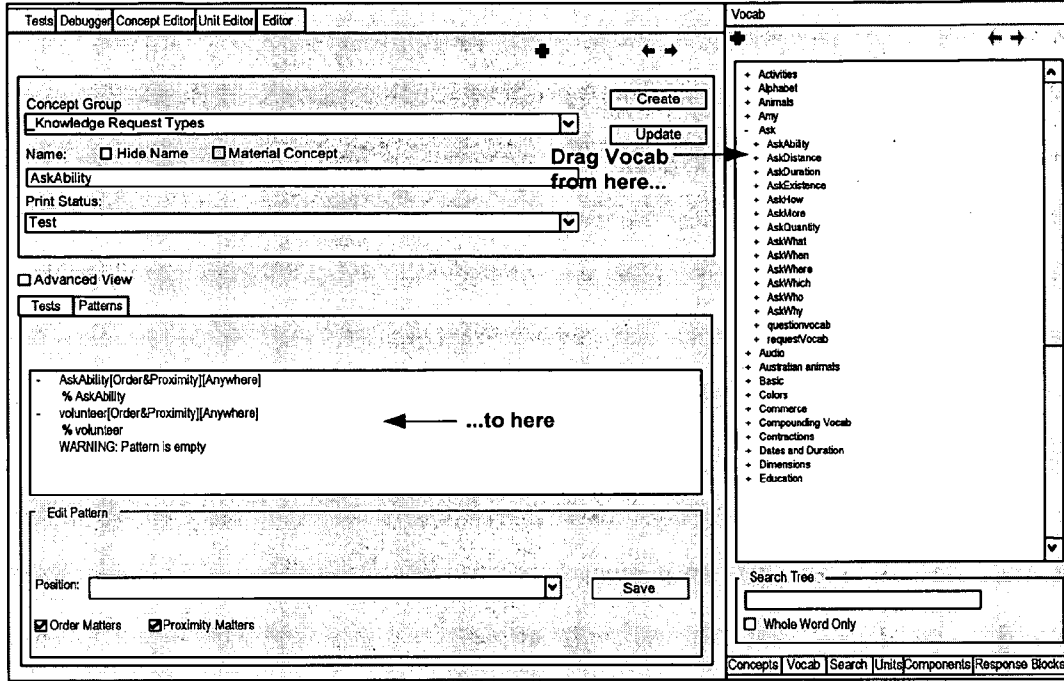 Tests Debugger Concept Editor Unit Editor Editor
Concept Group
_Knowledge Request Types
Create
Update
Name: Hide Name Material Concept
AskAbility
Print Status:
Test
Drag Vocab
from here...
Advanced View
Tests Patterns
- AskAbility[Order&Proximity][Anywhere]
% AskAbility
- volunteer[Order&Proximity][Anywhere]
% volunteer
WARNING: Pattern is empty
...to here
Edit Pattern
Position:
Save
Order Matters Proximity Matters
Vocab
+ Activities
+ Alphabet
+ Animals
+ Amy
- Ask
+ AskAbility
+ AskDistance
+ AskDuration
+ AskExistence
+ AskHow
+ AskMore
+ AskQuantity
+ AskWhat
+ AskWhen
+ AskWhere
+ AskWhich
+ AskWho
+ AskWhy
+ questionvocab
+ requestVocab
+ Audio
+ Australian animals
+ Basic
+ Colors
+ Commerce
+ Compounding Vocab
+ Contractions
+ Dates and Duration
+ Dimensions
+ Education
Search Tree
Whole Word Only
Concepts Vocab Search Units Components Response Blocks